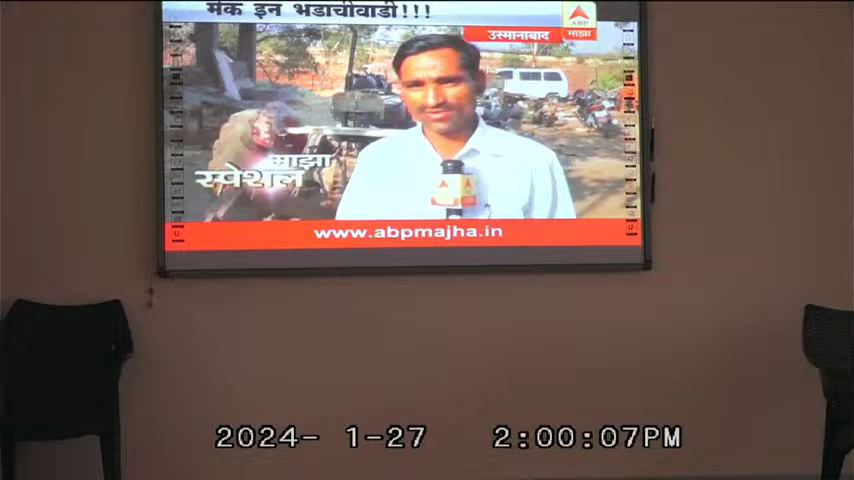 मेक इन भडाचीवाडी!!!
ABP
माझा
उस्मानाबाद
माझा
स्पेशल
www.abpmajha.in
2024- 1-27 2:00:07PM